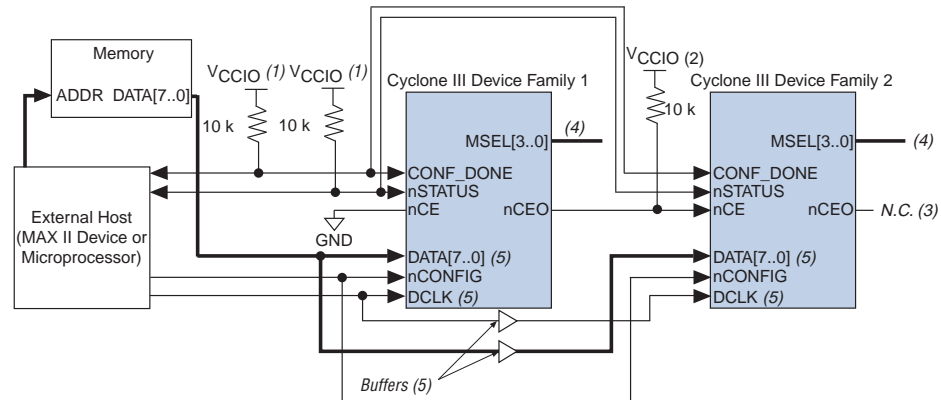 Memory
ADDR DATA[7..0]
VCCIO (1) VCCIO (1)
10 k
10 k
Cyclone III Device Family 1
MSEL[3..0]
(4)
CONF_DONE
nSTATUS
nCE
nCEO
GND
DATA[7..0] (5)
nCONFIG
DCLK (5)
External Host
(MAX II Device or
Microprocessor)
VCCIO (2)
10 k
Cyclone III Device Family 2
MSEL[3..0]
(4)
CONF_DONE
nSTATUS
nCE
nCEO
N.C. (3)
DATA[7..0] (5)
nCONFIG
DCLK (5)
Buffers (5)